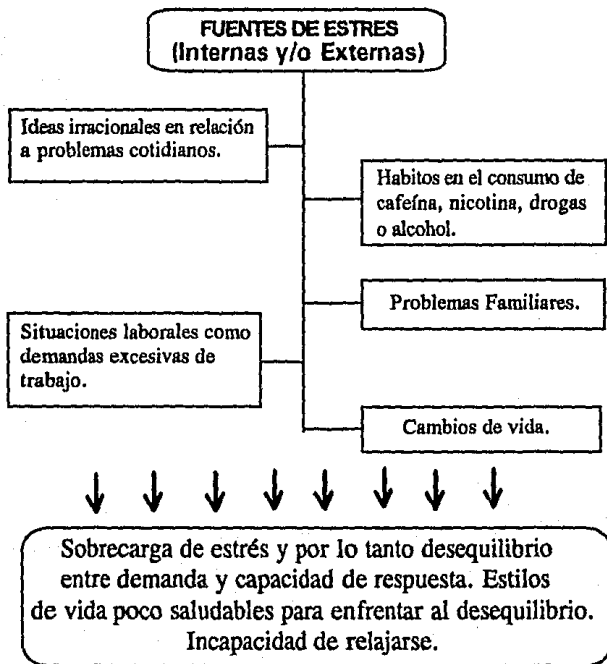 FUENTES DE ESTRES
(Internas y/o Externas)
Ideas irracionales en relación
a problemas cotidianos.
Habitos en el consumo de
cafeína, nicotina, drogas
o alcohol.
Problemas Familiares.
Situaciones laborales como
demandas excesivas de
trabajo.
Cambios de vida.
Sobrecarga de estrés y por lo tanto desequilibrio
entre demanda y capacidad de respuesta. Estilos
de vida poco saludables para enfrentar al desequilibrio.
Incapacidad de relajarse.